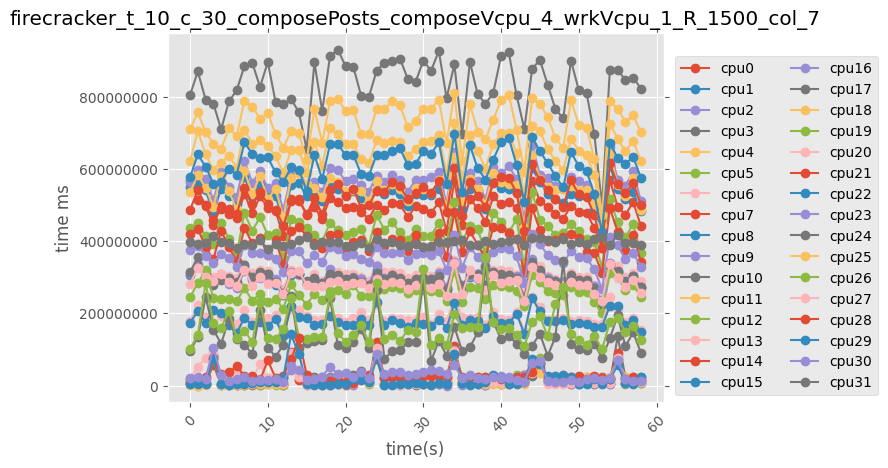 firecracker_t_10_c_30_composePosts_composeVcpu_4_wrkVcpu_1_R_1500_col_7
800000000
600000000
400000000
200000000
0
time ms
0
10
20
30
40
50
60
time(s)
cpu0
cpu1
cpu2
cpu3
cpu4
cpu5
cpu6
cpu7
cpu8
cpu9
cpu10
cpu11
cpu12
cpu13
cpu14
cpu15
cpu16
cpu17
cpu18
cpu19
cpu20
cpu21
cpu22
cpu23
cpu24
cpu25
cpu26
cpu27
cpu28
cpu29
cpu30
cpu31